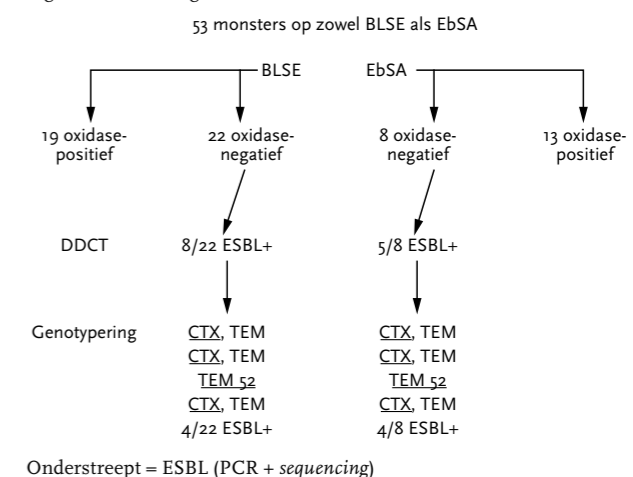 53 monsters op zowel BLSE als EbSA
BLSE EbSA
19 oxidase- 22 oxidase- 8 oxidase- 13 oxidase-
positief negatief negatief positief
DDCT 8/22 ESBL+ 5/8 ESBL+
Genotypering CTX, TEM CTX, TEM
CTX, TEM CTX, TEM
TEM 52 TEM 52
CTX, TEM CTX, TEM
4/22 ESBL+ 4/8 ESBL+
Onderstreept = ESBL (PCR + sequencing)